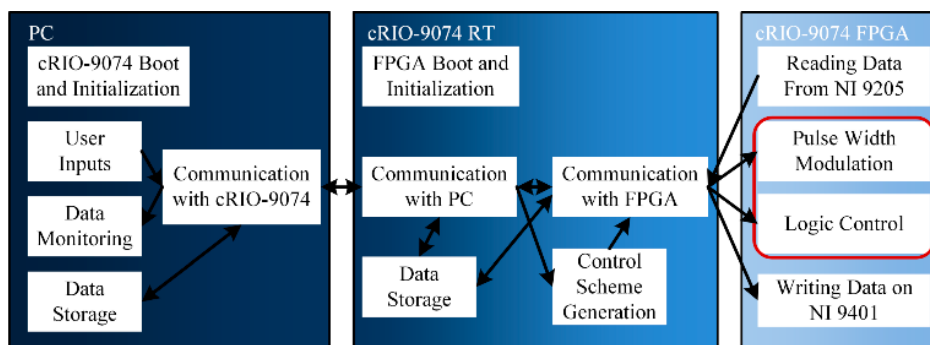 PC
cRIO-9074 Boot
and Initialization
User
Inputs
Data
Monitoring
Data
Storage
Communication
with cRIO-9074
cRIO-9074 RT
FPGA Boot and
Initialization
Communication
with PC
Data
Storage
Communication
with FPGA
Control
Scheme
Generation
cRIO-9074 FPGA
Reading Data
From NI 9205
Pulse Width
Modulation
Logic Control
Writing Data on
NI 9401